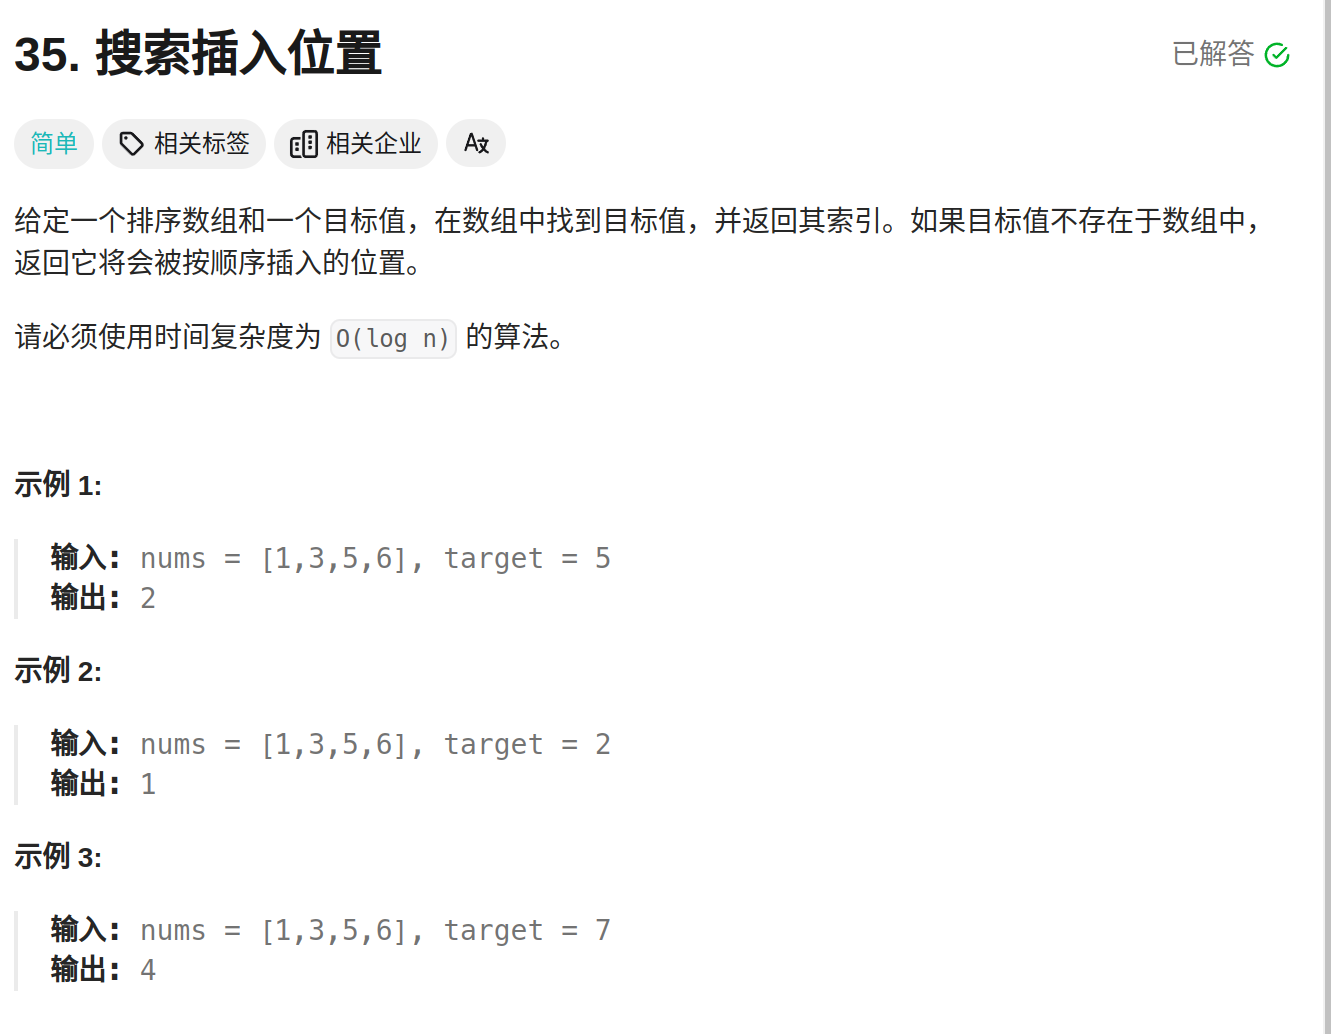 35. 搜索插入位置
已解答
简单 相关标签 相关企业
给定一个排序数组和一个目标值，在数组中找到目标值，并返回其索引。如果目标值不存在于数组中，
返回它将会被按顺序插入的位置。
请必须使用时间复杂度为 O(log n) 的算法。
示例 1:
输入: nums = [1,3,5,6], target = 5
输出: 2
示例 2:
输入: nums = [1,3,5,6], target = 2
输出: 1
示例 3:
输入: nums = [1,3,5,6], target = 7
输出: 4